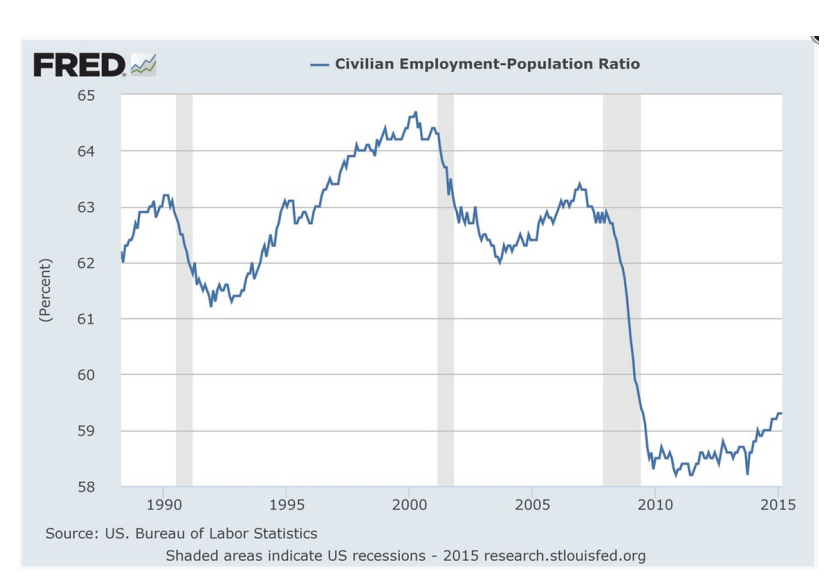 FRED
Civilian Employment-Population Ratio
65
64
63
62
61
60
59
58
(Percent)
1990 1995 2000 2005 2010 2015
Source: US. Bureau of Labor Statistics
Shaded areas indicate US recessions - 2015 research.stlouisfed.org